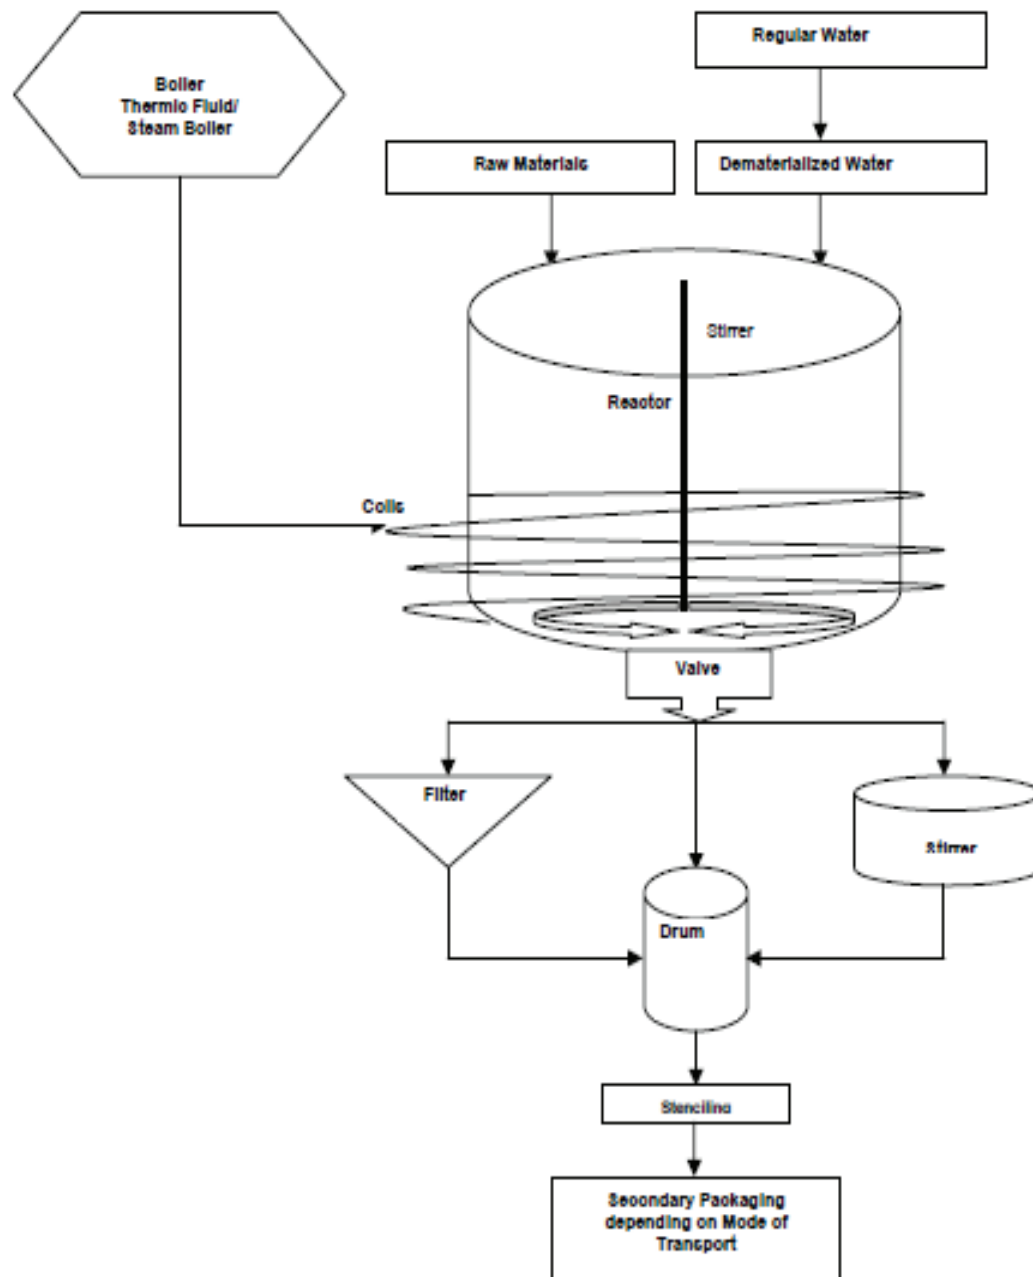 Regular Water
Boiler
Thermic Fluid/
Steam Boiler
Raw Materials
Dematerialized Water
Stirrer
Reactor
Coils
Valve
Filter
Stirrer
Drum
Stenciling
Secondary Packaging
depending on Mode of
Transport